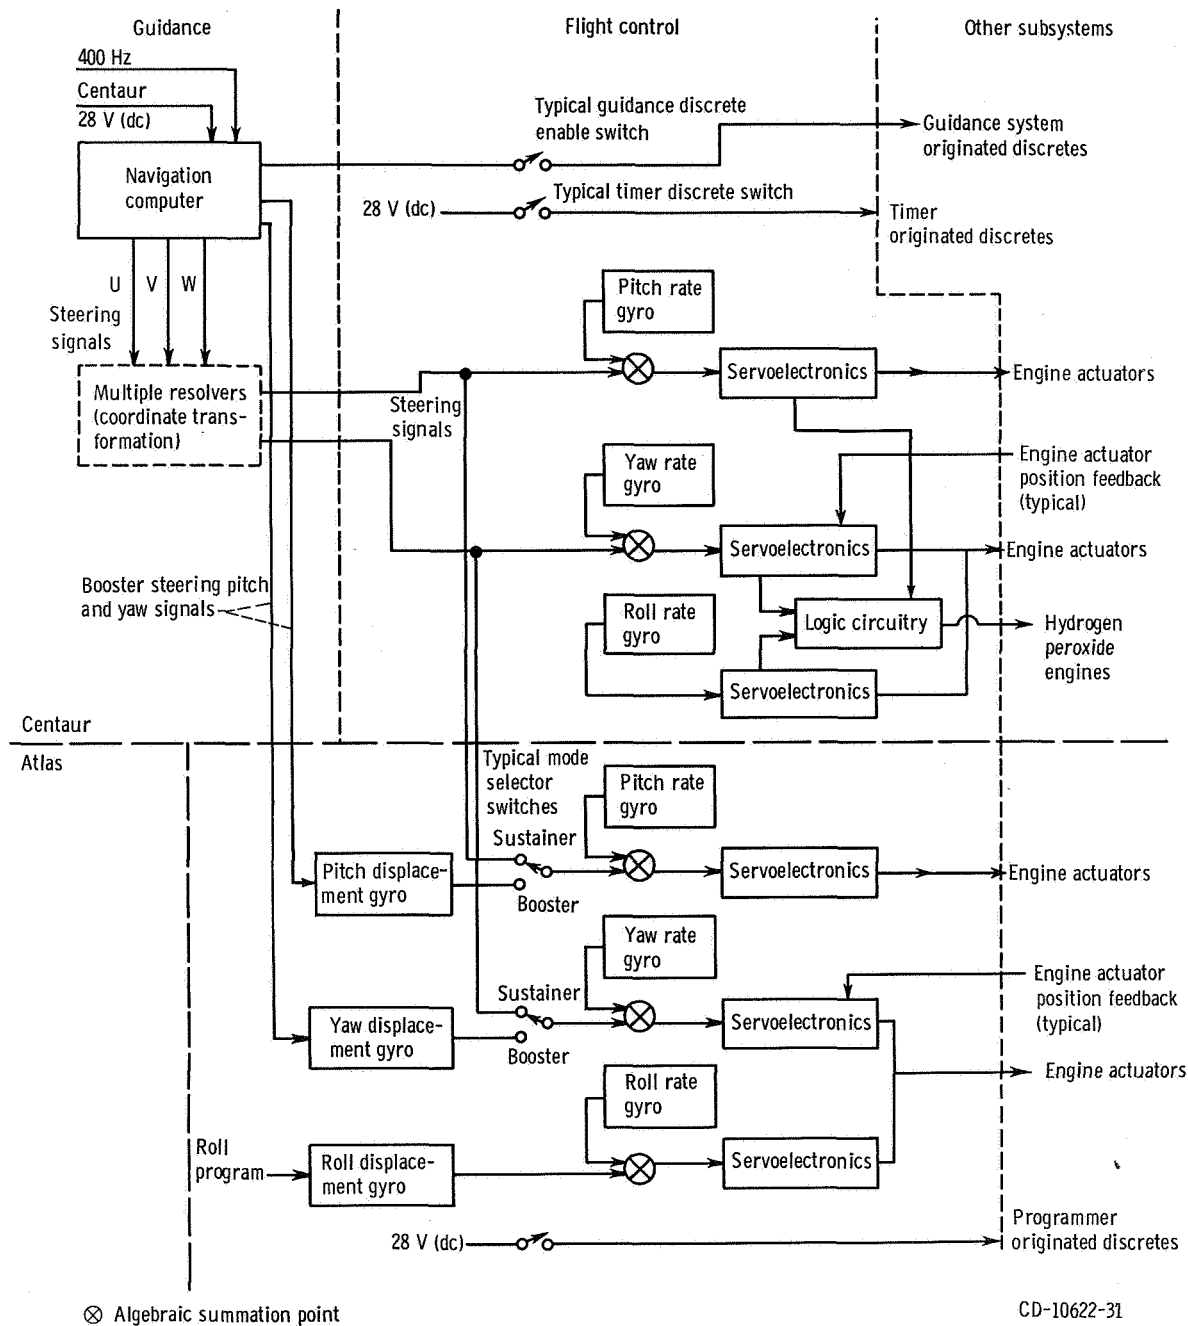 Guidance
Flight control
Other subsystems
400 Hz
Centaur
28 V (dc)
Typical guidance discrete
enable switch
Guidance system
originated discretes
Navigation
computer
Typical timer discrete switch
28 V (dc)
Timer
originated discretes
U V W
Steering
signals
Pitch rate
gyro
Multiple resolvers
(coordinate trans-
formation)
Steering
signals
Servoelectronics
Engine actuators
Yaw rate
gyro
Engine actuator
position feedback
(typical)
Servoelectronics
Engine actuators
Booster steering pitch
and yaw signals
Roll rate
gyro
Logic circuitry
Hydrogen
peroxide
engines
Servoelectronics
Centaur
Atlas
Typical mode
selector
switches
Pitch rate
gyro
Sustainer
Pitch displace-
ment gyro
Booster
Servoelectronics
Engine actuators
Yaw rate
gyro
Sustainer
Engine actuator
position feedback
(typical)
Yaw displace-
ment gyro
Booster
Servoelectronics
Engine actuators
Roll rate
gyro
Roll
program
Roll displace-
ment gyro
Servoelectronics
28 V (dc)
Programmer
originated discretes
⊗ Algebraic summation point
CD-10622-31